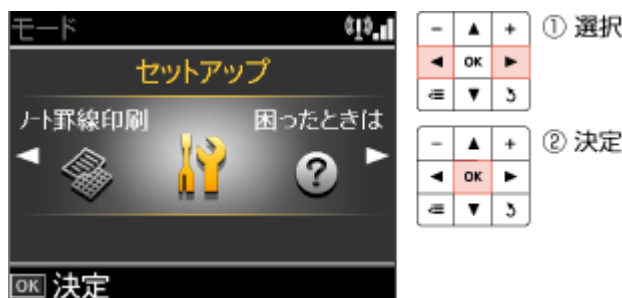 モード
セットアップ
ノート罫線印刷
困ったときは
OK 決定
① 選択
- ▲ +
◀ OK ▶
▼
② 決定
- ▲ +
◀ OK ▶
▼